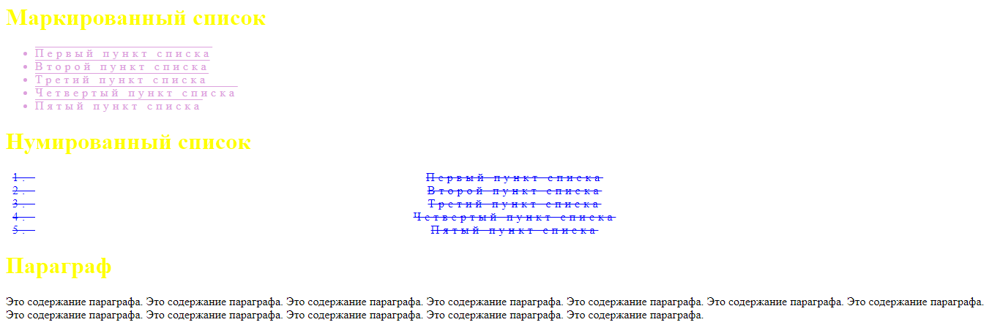 Маркированный список
• Первый пункт списка
• Второй пункт списка
• Третий пункт списка
• Четвертый пункт списка
• Пятый пункт списка
Нумированный список
1. Первый пункт списка
2. Второй пункт списка
3. Третий пункт списка
4. Четвертый пункт списка
5. Пятый пункт списка
Параграф
Это содержание параграфа. Это содержание параграфа. Это содержание параграфа. Это содержание параграфа. Это содержание параграфа. Это содержание параграфа. Это содержание параграфа.
Это содержание параграфа. Это содержание параграфа. Это содержание параграфа. Это содержание параграфа. Это содержание параграфа.